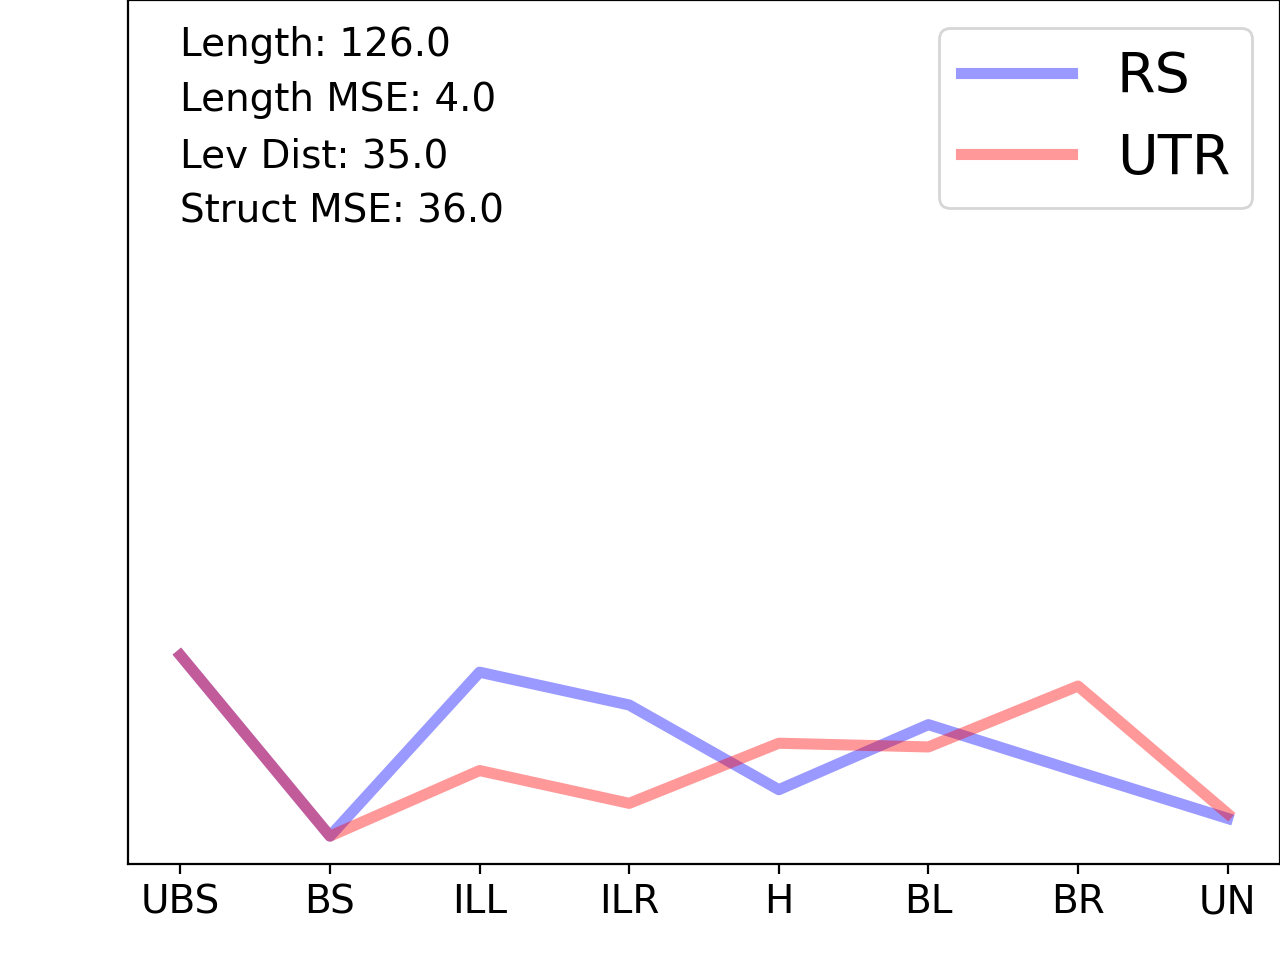 Length: 126.0
Length MSE: 4.0
Lev Dist: 35.0
Struct MSE: 36.0
RS
UTR
UBS BS ILL ILR H BL BR UN